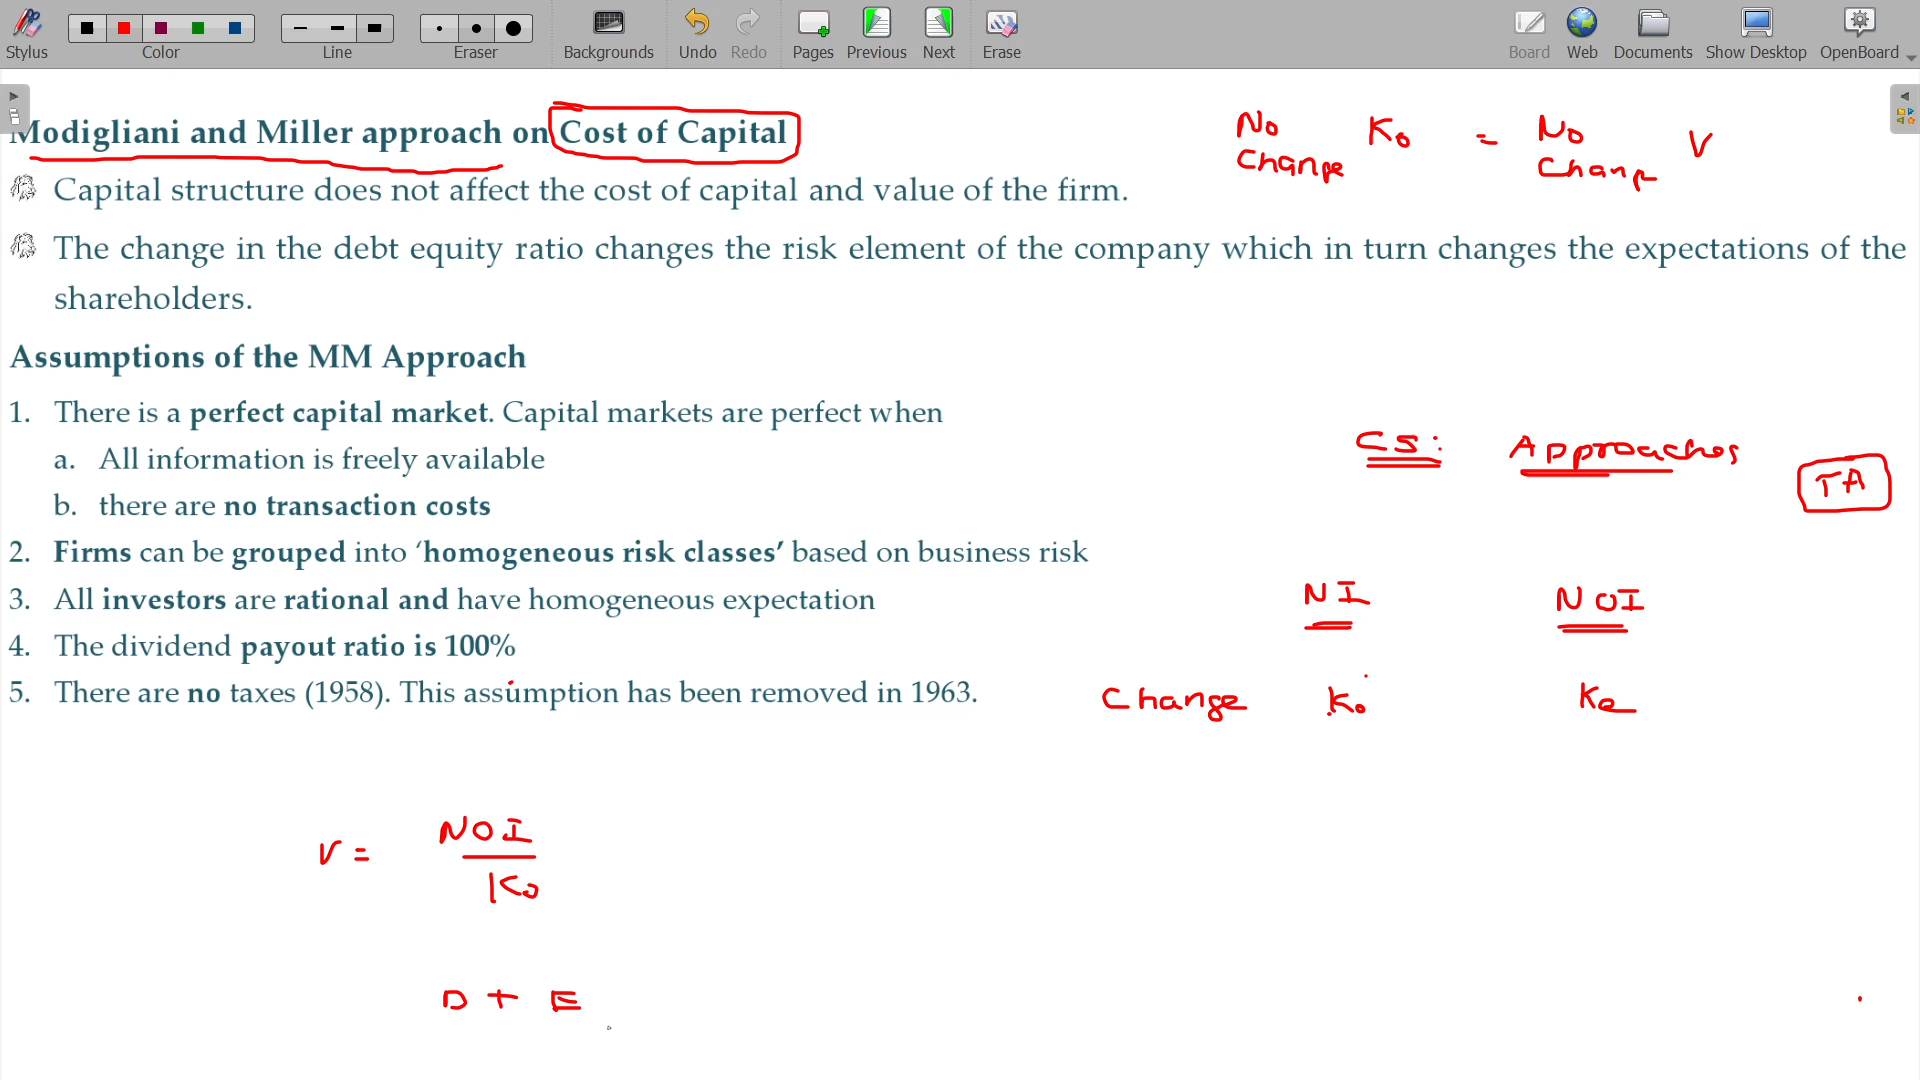 Stylus
Color
Line
Eraser
Backgrounds
Undo
Redo
Pages
Previous
Next
Erase
Board
Web
Documents
Show Desktop
OpenBoard
Modigliani and Miller approach on Cost of Capital
No Change Ko = No Change V
Capital structure does not affect the cost of capital and value of the firm.
The change in the debt equity ratio changes the risk element of the company which in turn changes the expectations of the
shareholders.
Assumptions of the MM Approach
1. There is a perfect capital market. Capital markets are perfect when
a. All information is freely available
b. there are no transaction costs
2. Firms can be grouped into ‘homogeneous risk classes’ based on business risk
3. All investors are rational and have homogeneous expectation
4. The dividend payout ratio is 100%
5. There are no taxes (1958). This assumption has been removed in 1963.
CS: Approaches
TA
NI NOI
Change Ko Ke
V = NOI
Ko
D + E